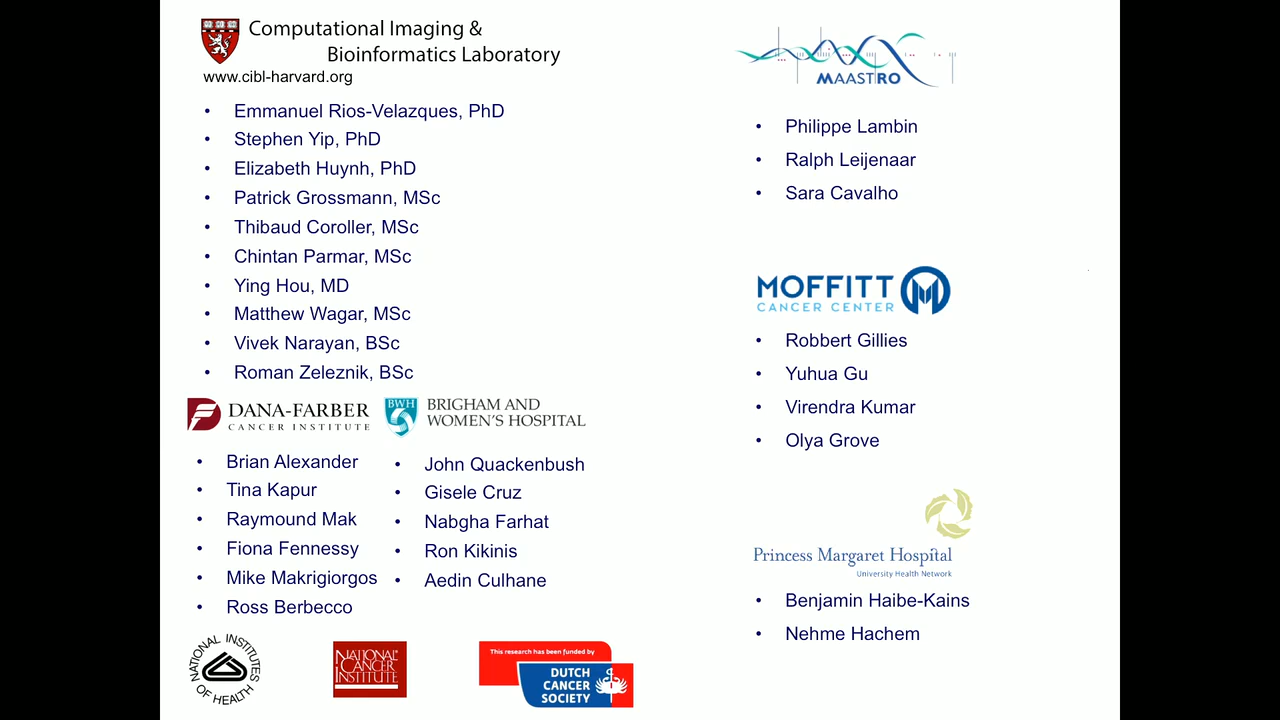 Computational Imaging &
Bioinformatics Laboratory
www.cibl-harvard.org
• Emmanuel Rios-Velazques, PhD
• Stephen Yip, PhD
• Elizabeth Huynh, PhD
• Patrick Grossmann, MSc
• Thibaud Coroller, MSc
• Chintan Parmar, MSc
• Ying Hou, MD
• Matthew Wagar, MSc
• Vivek Narayan, BSc
• Roman Zeleznik, BSc
DANA-FARBER
CANCER INSTITUTE
• Brian Alexander
• Tina Kapur
• Raymound Mak
• Fiona Fennessy
• Mike Makrigiorgos
• Ross Berbecco
BWH
BRIGHAM AND
WOMEN'S HOSPITAL
• John Quackenbush
• Gisele Cruz
• Nabgha Farhat
• Ron Kikinis
• Aedin Culhane
NATIONAL INSTITUTES
OF HEALTH
NATIONAL
CANCER
INSTITUTE
This research has been funded by
DUTCH
CANCER
SOCIETY
MAASTRO
• Philippe Lambin
• Ralph Leijenaar
• Sara Cavalho
MOFFITT
CANCER CENTER
• Robbert Gillies
• Yuhua Gu
• Virendra Kumar
• Olya Grove
Princess Margaret Hospital
University Health Network
• Benjamin Haibe-Kains
• Nehme Hachem